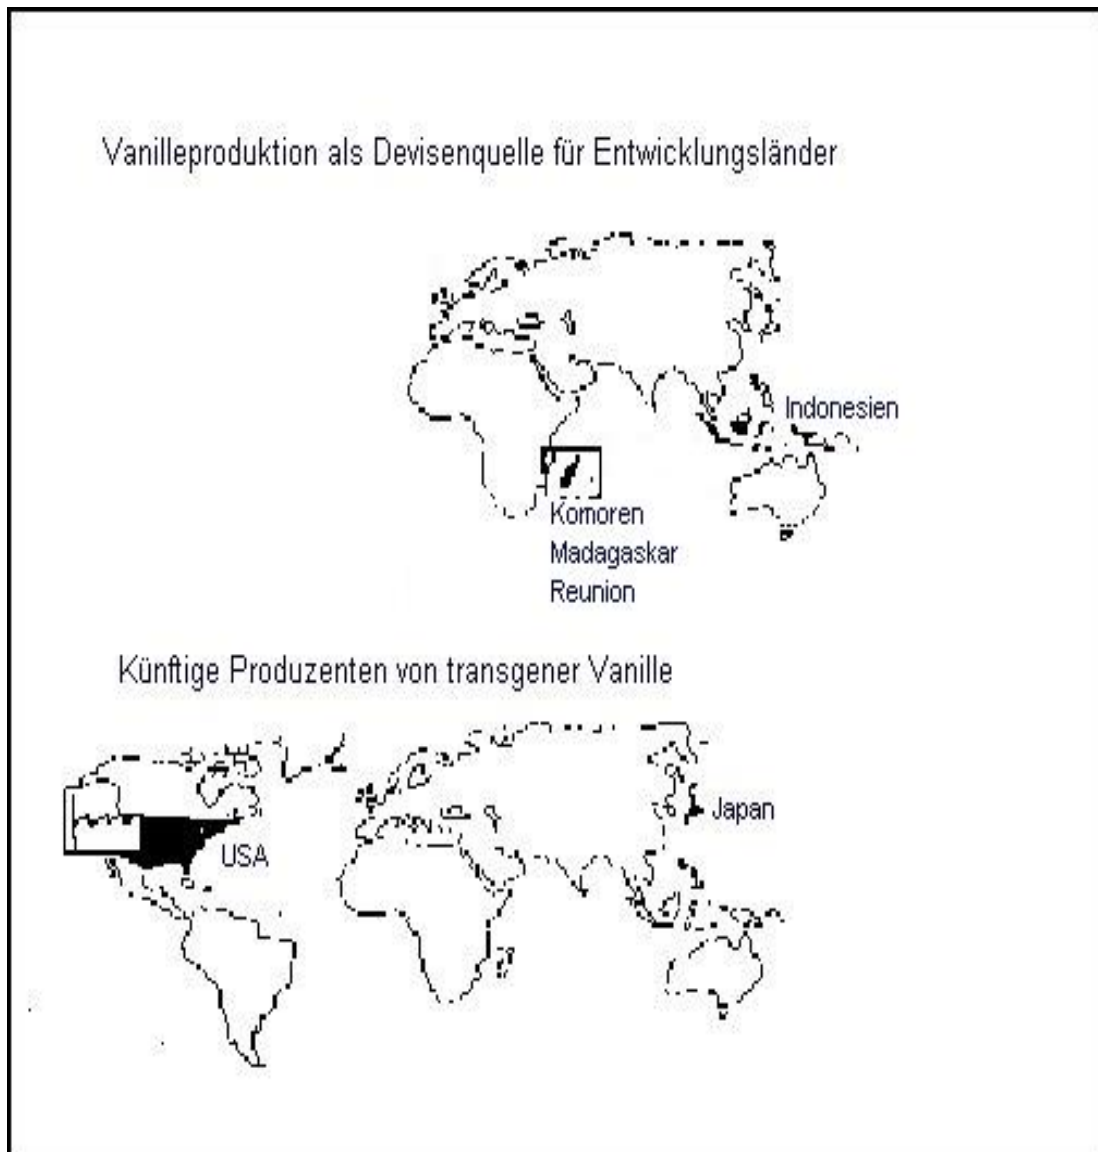 Vanilleproduktion als Devisenquelle für Entwicklungsländer
Indonesien
Komoren
Madagaskar
Reunion
Künftige Produzenten von transgener Vanille
Japan
USA